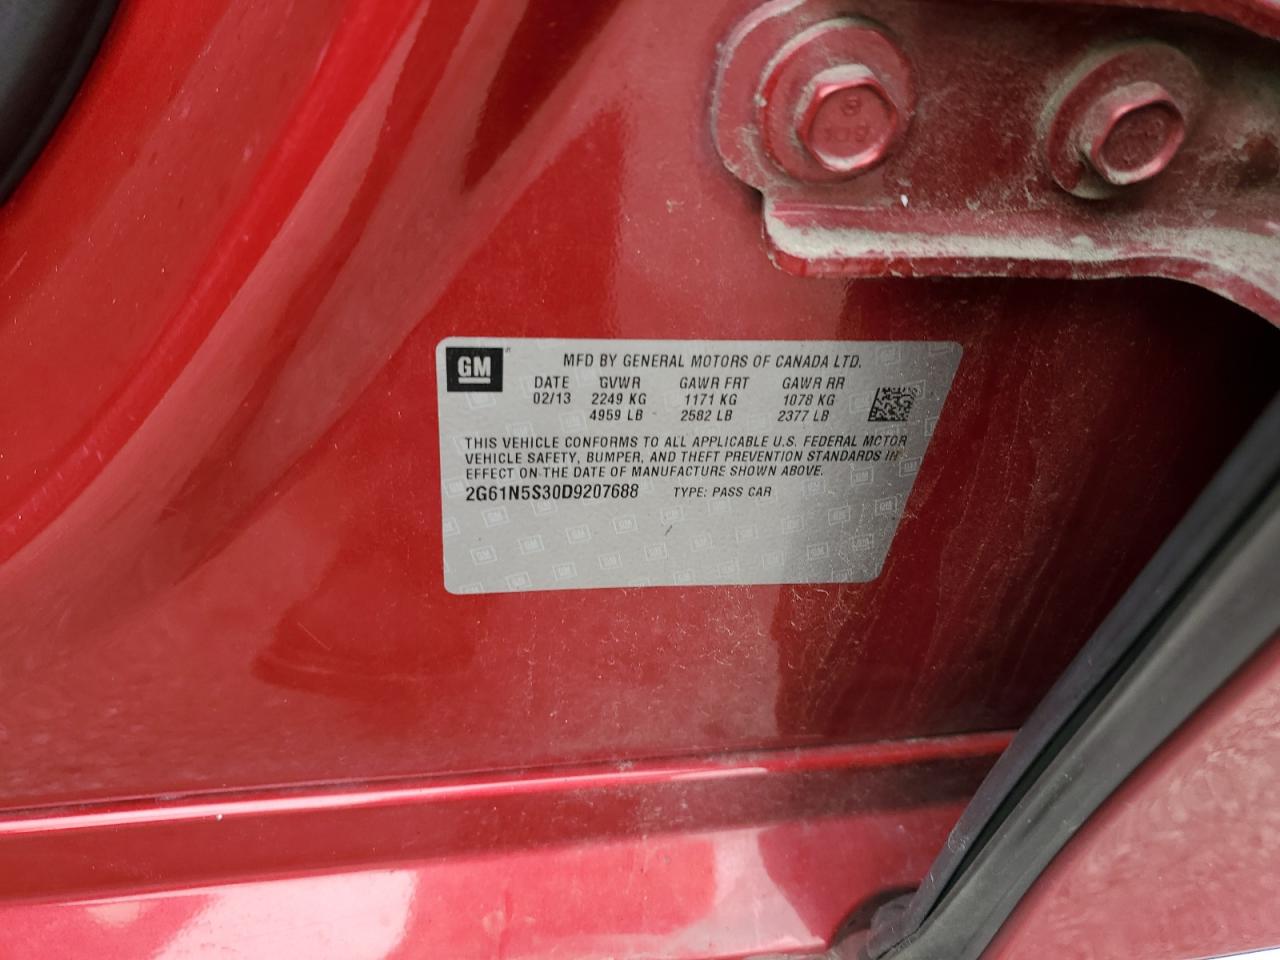 GM
MFD BY GENERAL MOTORS OF CANADA LTD.
DATE GVWR GAWR FRT GAWR RR
02/13 2249 KG 1171 KG 1078 KG
4959 LB 2582 LB 2377 LB
THIS VEHICLE CONFORMS TO ALL APPLICABLE U.S. FEDERAL MOTOR
VEHICLE SAFETY, BUMPER, AND THEFT PREVENTION STANDARDS IN
EFFECT ON THE DATE OF MANUFACTURE SHOWN ABOVE.
2G61N5S30D9207688 TYPE: PASS CAR